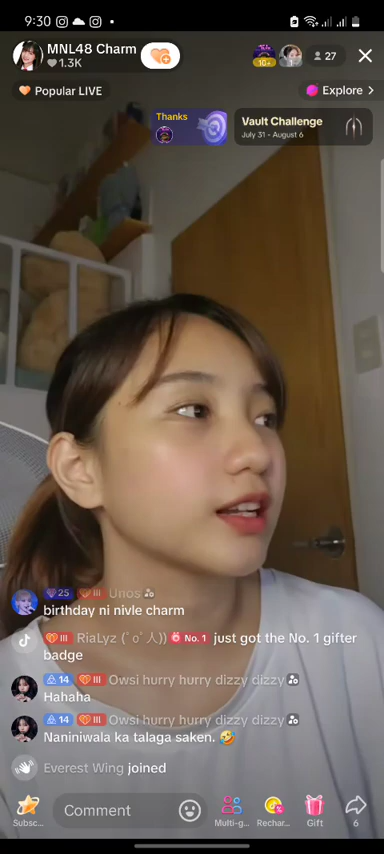 9:30
MNL48 Charm
1.3K
10+
27
Popular LIVE
Explore >
Thanks
Vault Challenge
July 31 - August 6
25 III Unos
birthday ni nivle charm
III RiaLyz (ﾟoﾟ人)) No. 1 just got the No. 1 gifter
badge
14 III Owsi hurry hurry dizzy dizzy
Hahaha
14 III Owsi hurry hurry dizzy dizzy
Naniniwala ka talaga saken. 🤣
Everest Wing joined
Comment
Subsc...
Multi-g...
Rechar...
Gift
6